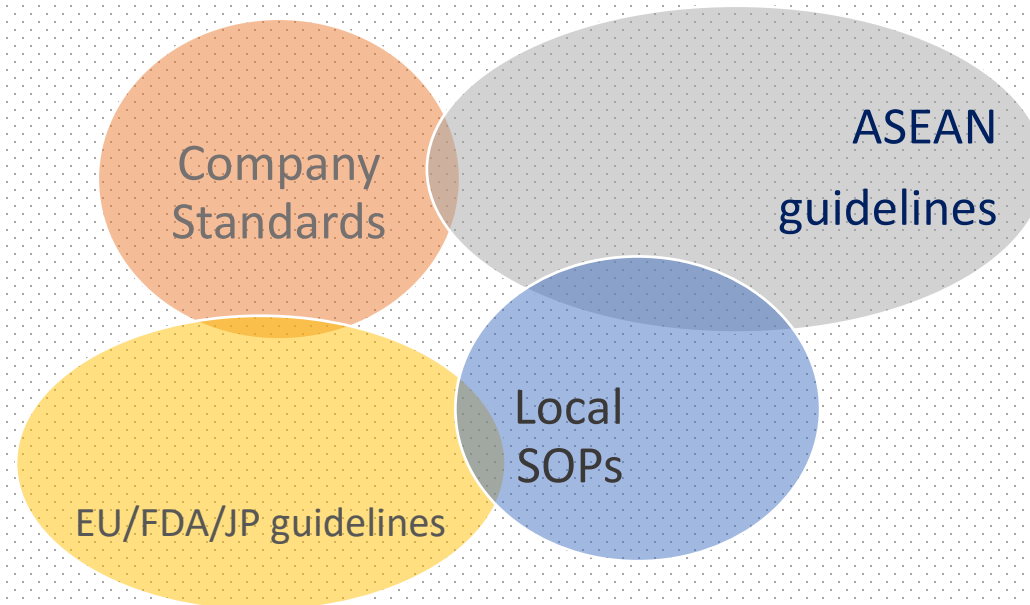 Company
Standards
ASEAN
guidelines
Local
SOPs
EU/FDA/JP guidelines